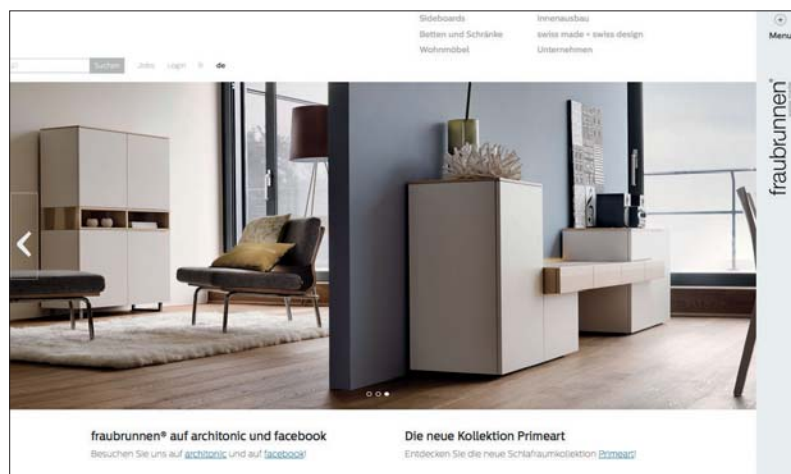 Sideboards
Betten und Schränke
Wohnmöbel
Innenausbau
swiss made + swiss design
Unternehmen
Menu
Suchen Jobs Login fr de
fraubrunnen®
fraubrunnen® auf architonic und facebook
Besuchen Sie uns auf architonic und auf facebook!
Die neue Kollektion Primeart
Entdecken Sie die neue Schlafraumkollektion Primeart!